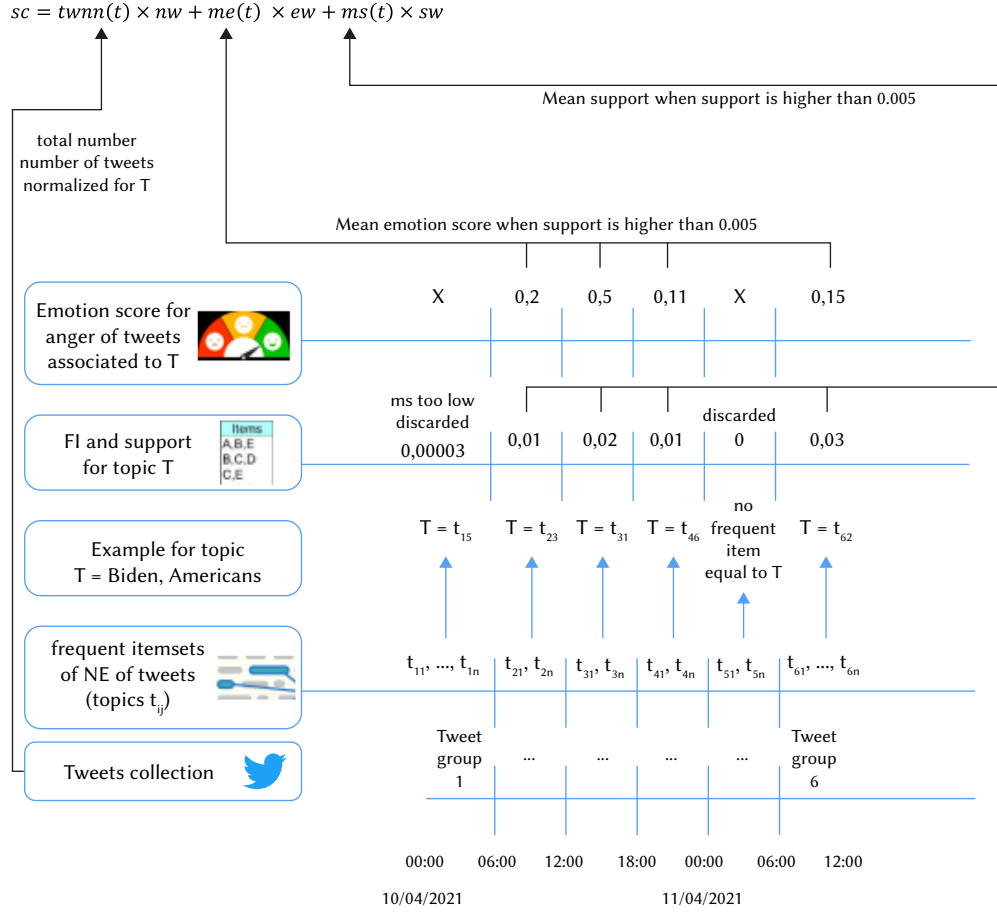 sc = twnn(t) × nw + me(t) × ew + ms(t) × sw
Mean support when support is higher than 0.005
total number
number of tweets
normalized for T
Mean emotion score when support is higher than 0.005
Emotion score for
anger of tweets
associated to T
X 0,2 0,5 0,11 X 0,15
ms too low
discarded
discarded
FI and support
for topic T
Items
A,B,E
B,C,D
C,E
0,00003 0,01 0,02 0,01 0 0,03
Example for topic
T = Biden, Americans
T = t15 T = t23 T = t31 T = t46
no
frequent
item
equal to T
T = t62
frequent itemsets
of NE of tweets
(topics tij)
t11, ..., t1n t21, t2n t31, t3n t41, t4n t51, t5n t61, ..., t6n
Tweets collection
Tweet
group
1
... ... ... ...
Tweet
group
6
00:00 06:00 12:00 18:00 00:00 06:00 12:00
10/04/2021 11/04/2021